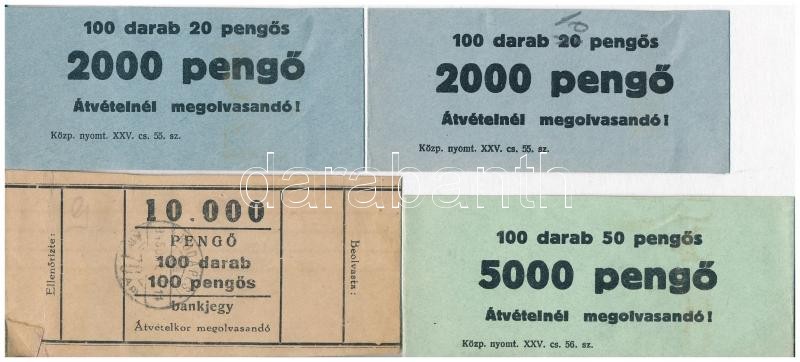 100 darab 20 pengős
2000 pengő
Átvételnél megolvasandó!
Közp. nyomt. XXV. cs. 55. sz.
100 darab 20 pengős
2000 pengő
Átvételnél megolvasandó!
Közp. nyomt. XXV. cs. 55. sz.
Ellenőrizte:
10.000
PENGŐ
100 darab
100 pengős
bankjegy
Átvételkor megolvasandó
Beolvasta:
100 darab 50 pengős
5000 pengő
Átvételnél megolvasandó!
Közp. nyomt. XXV. cs. 56. sz.
darabanth.com